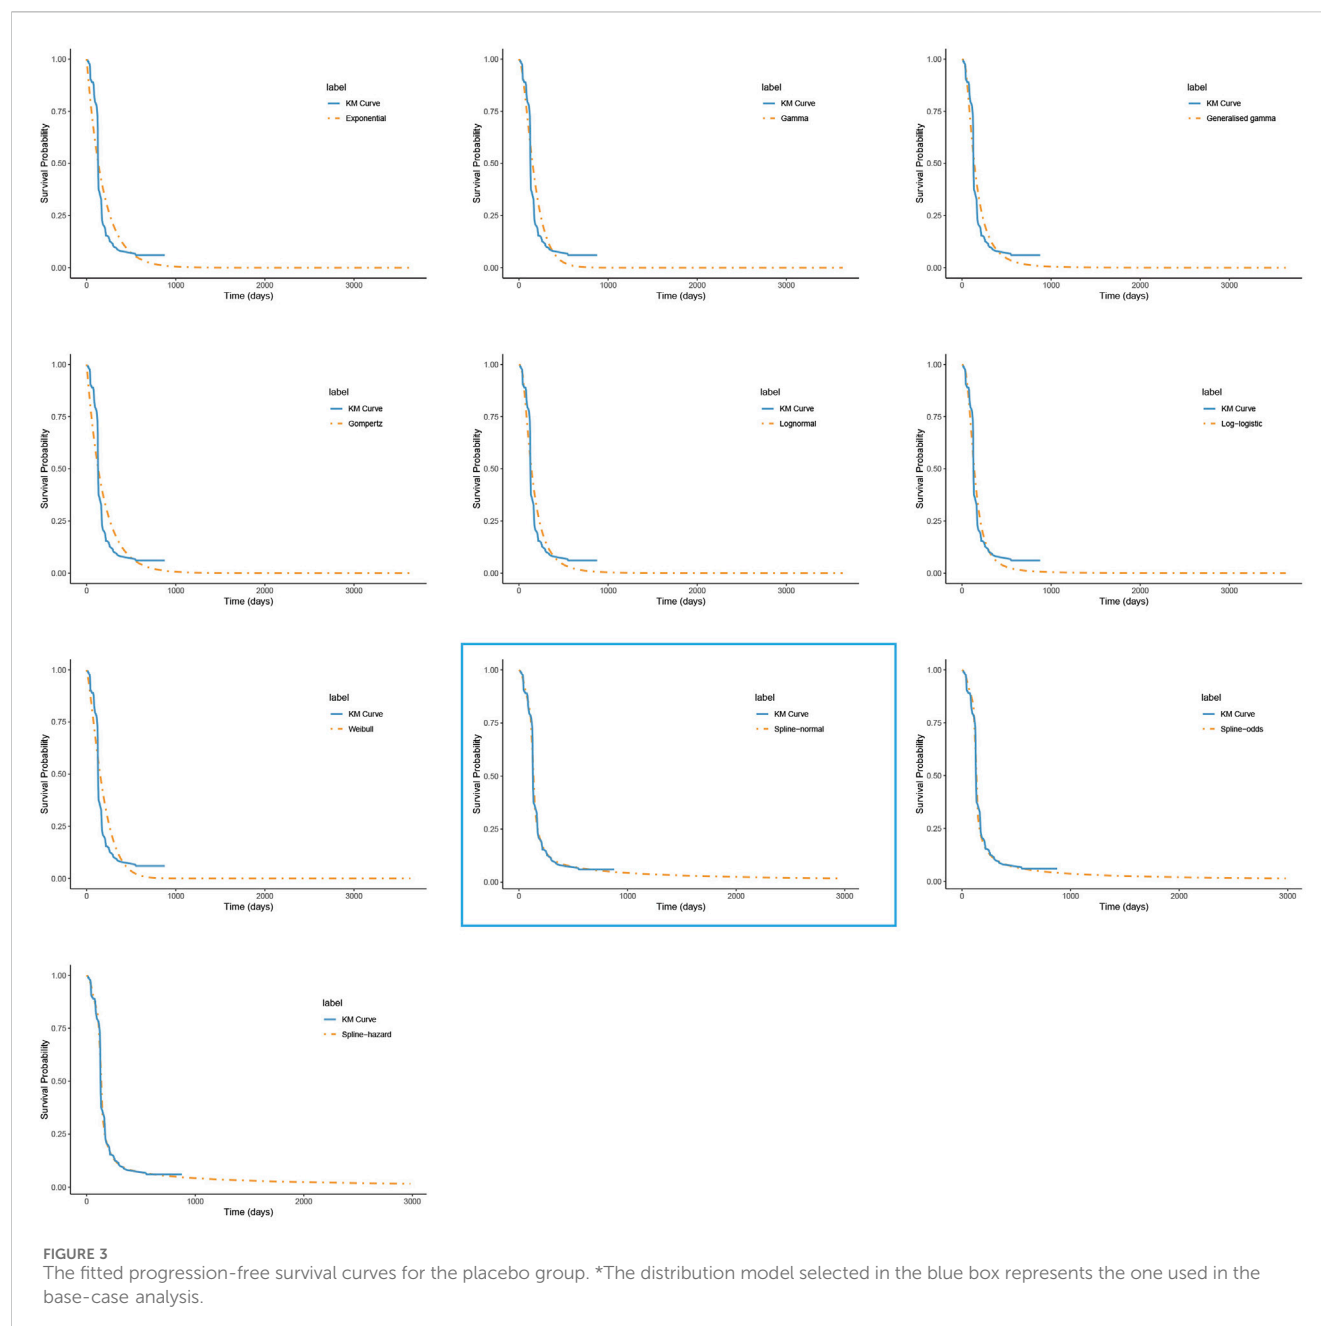 1.00
0.75
0.50
0.25
0.00
Survival Probability
0
1000
2000
3000
Time (days)
label
KM Curve
Exponential
1.00
0.75
0.50
0.25
0.00
Survival Probability
0
1000
2000
3000
Time (days)
label
KM Curve
Gamma
1.00
0.75
0.50
0.25
0.00
Survival Probability
0
1000
2000
3000
Time (days)
label
KM Curve
Generalised gamma
1.00
0.75
0.50
0.25
0.00
Survival Probability
0
1000
2000
3000
Time (days)
label
KM Curve
Gompertz
1.00
0.75
0.50
0.25
0.00
Survival Probability
0
1000
2000
3000
Time (days)
label
KM Curve
Lognormal
1.00
0.75
0.50
0.25
0.00
Survival Probability
0
1000
2000
3000
Time (days)
label
KM Curve
Log-logistic
1.00
0.75
0.50
0.25
0.00
Survival Probability
0
1000
2000
3000
Time (days)
label
KM Curve
Weibull
1.00
0.75
0.50
0.25
0.00
Survival Probability
0
1000
2000
3000
Time (days)
label
KM Curve
Spline-normal
1.00
0.75
0.50
0.25
0.00
Survival Probability
0
1000
2000
3000
Time (days)
label
KM Curve
Spline-odds
1.00
0.75
0.50
0.25
0.00
Survival Probability
0
1000
2000
3000
Time (days)
label
KM Curve
Spline-hazard
FIGURE 3
The fitted progression-free survival curves for the placebo group. *The distribution model selected in the blue box represents the one used in the
base-case analysis.